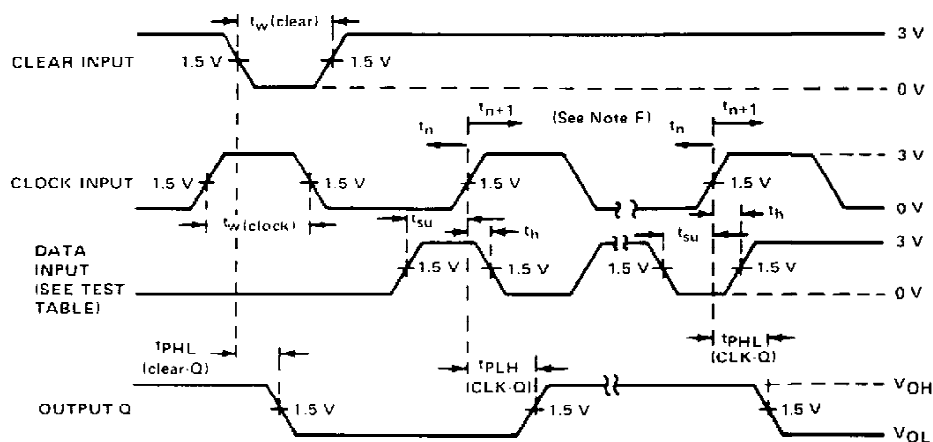 tw(clear)
3 V
CLEAR INPUT
1.5 V
1.5 V
0 V
tn
tn+1
(See Note F)
tn
tn+1
3 V
CLOCK INPUT
1.5 V
1.5 V
1.5 V
1.5 V
0 V
tw(clock)
tsu
th
tsu
th
3 V
DATA
INPUT
(SEE TEST
TABLE)
1.5 V
1.5 V
1.5 V
1.5 V
0 V
tPHL
(clear-Q)
tPLH
(CLK-Q)
tPHL
(CLK-Q)
VOH
OUTPUT Q
1.5 V
1.5 V
1.5 V
VOL